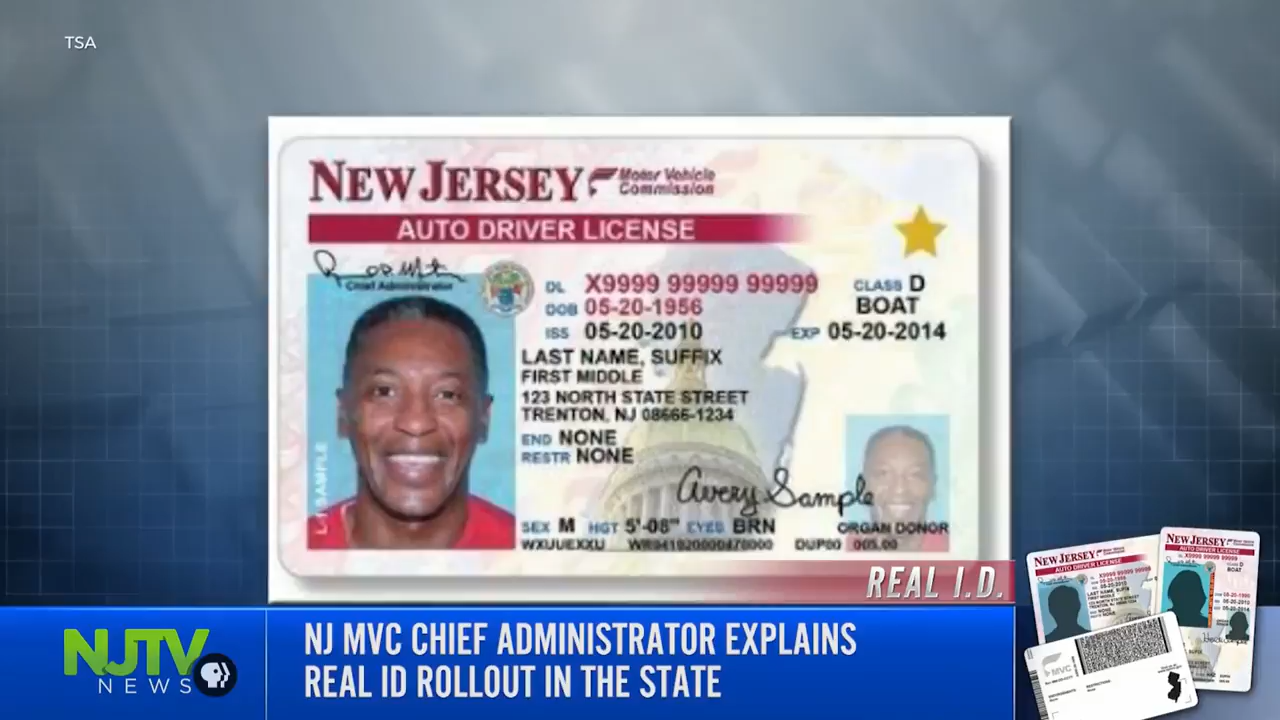 TSA
NEW JERSEY Motor Vehicle
Commission
AUTO DRIVER LICENSE
Chief Administrator
DL X9999 99999 99999
CLASS D
DOB 05-20-1956
BOAT
ISS 05-20-2010
EXP 05-20-2014
LAST NAME, SUFFIX
FIRST MIDDLE
123 NORTH STATE STREET
TRENTON, NJ 08666-1234
END NONE
RESTR NONE
Avery Sample
SEX M HGT 5'-08" EYES BRN
ORGAN DONOR
DUP00 005.00
REAL I.D.
NEW JERSEY
AUTO DRIVER LICENSE
NEW JERSEY
AUTO DRIVER LICENSE
MVC
NJTV
NEWS
PBS
NJ MVC CHIEF ADMINISTRATOR EXPLAINS
REAL ID ROLLOUT IN THE STATE